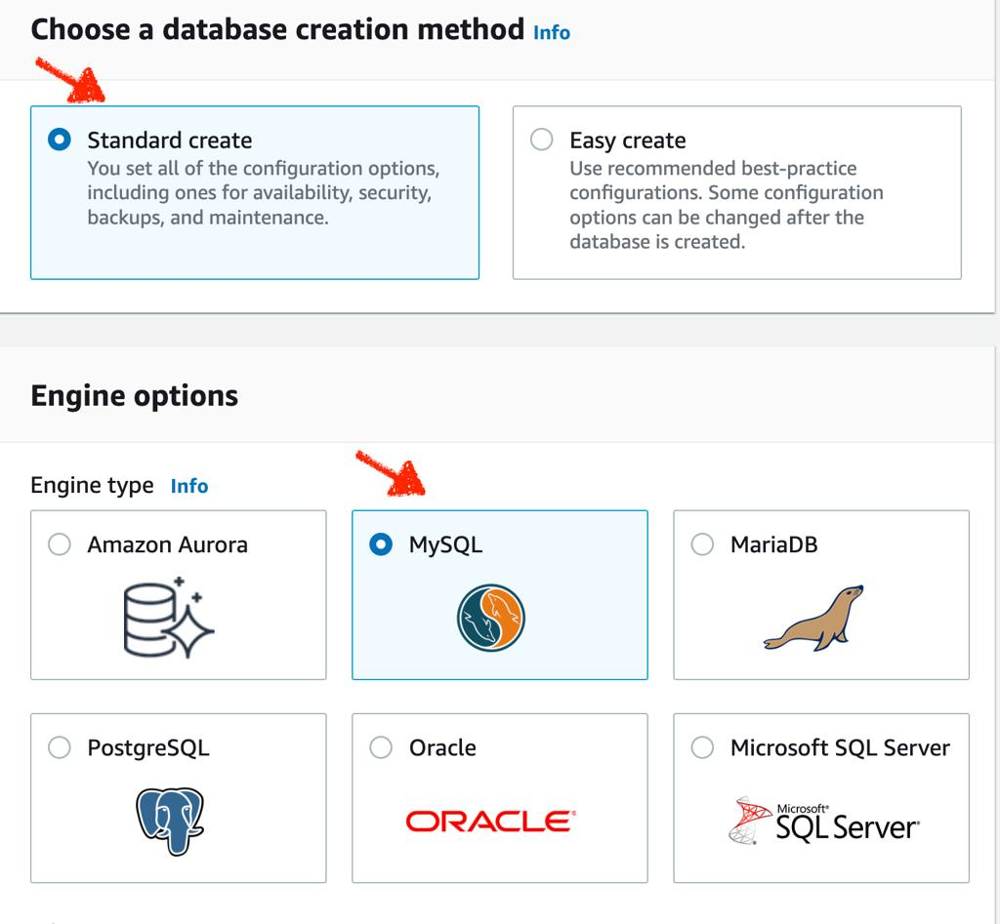 Choose a database creation method Info
Standard create
You set all of the configuration options,
including ones for availability, security,
backups, and maintenance.
Easy create
Use recommended best-practice
configurations. Some configuration
options can be changed after the
database is created.
Engine options
Engine type Info
Amazon Aurora
MySQL
MariaDB
PostgreSQL
Oracle
ORACLE®
Microsoft SQL Server
Microsoft®
SQL Server®